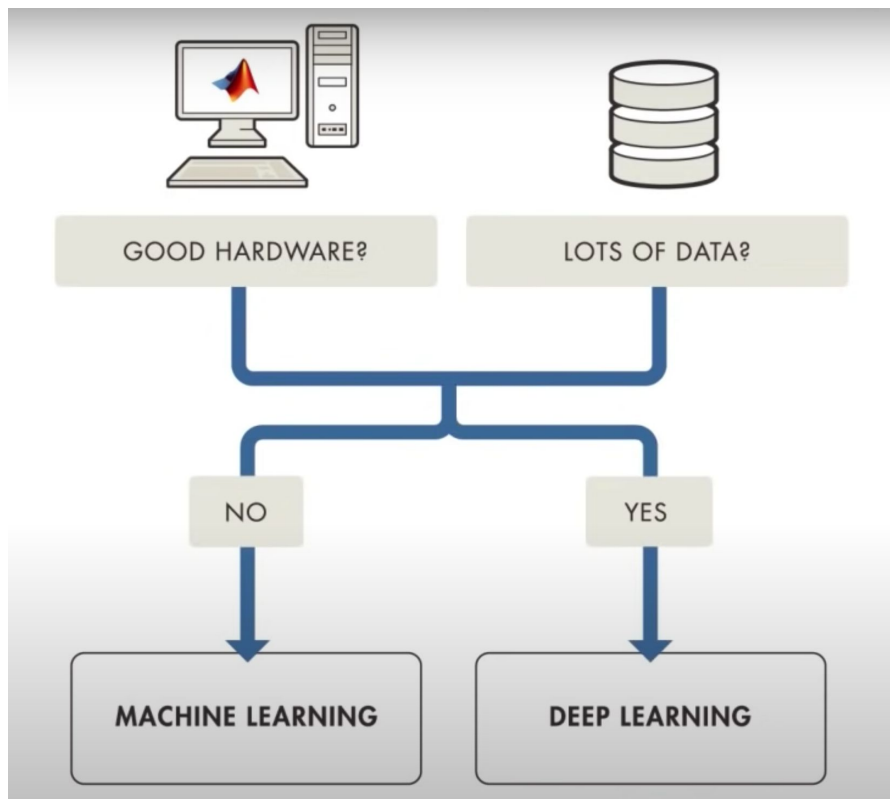 GOOD HARDWARE?
LOTS OF DATA?
NO
YES
MACHINE LEARNING
DEEP LEARNING